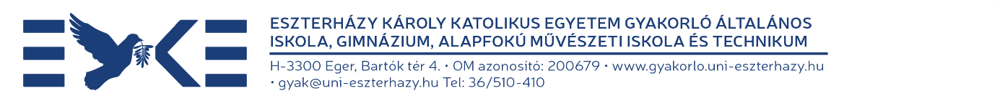 ESZTERHÁZY KÁROLY KATOLIKUS EGYETEM GYAKORLÓ ÁLTALÁNOS
ISKOLA, GIMNÁZIUM, ALAPFOKÚ MŰVÉSZETI ISKOLA ÉS TECHNIKUM
H-3300 Eger, Bartók tér 4. • OM azonosító: 200679 • www.gyakorlo.uni-eszterhazy.hu
• gyak@uni-eszterhazy.hu Tel: 36/510-410